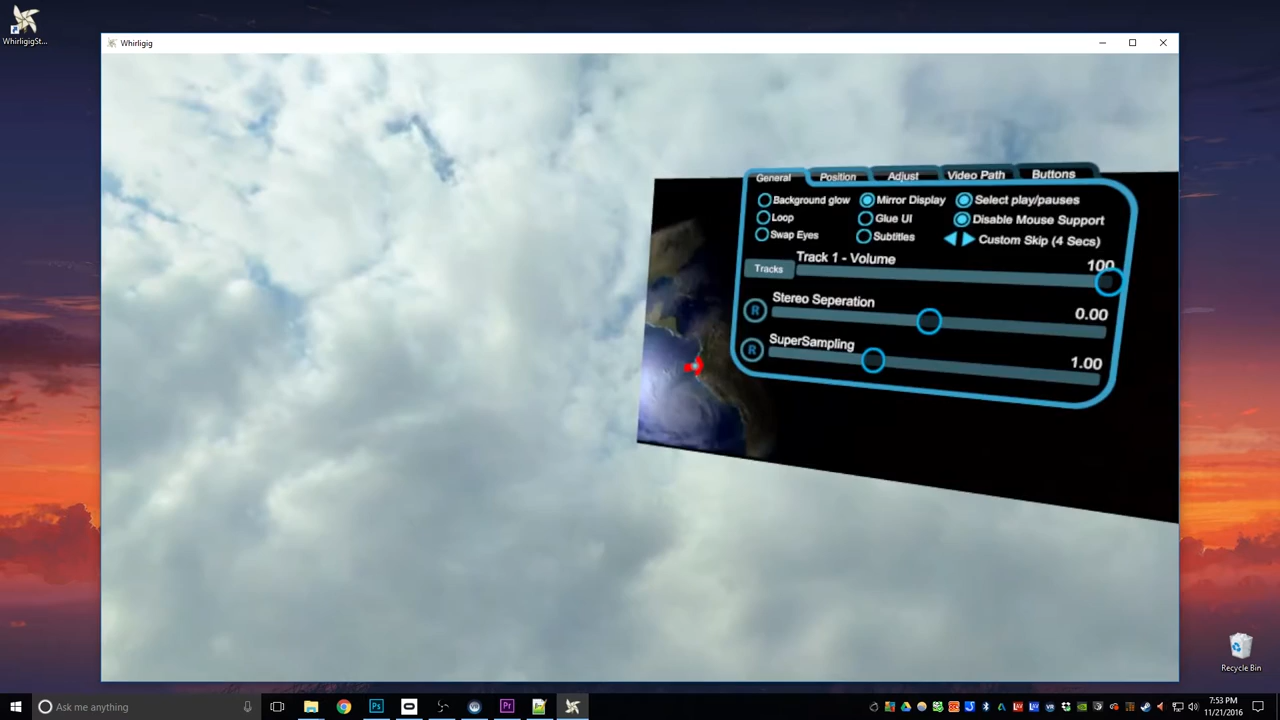 WhirligigSt...
Whirligig
General Position Adjust Video Path Buttons
Background glow Mirror Display Select play/pauses
Loop Glue UI Disable Mouse Support
Swap Eyes Subtitles Custom Skip (4 Secs)
Tracks Track 1 - Volume 100
R Stereo Seperation 0.00
R SuperSampling 1.00
Recycle Bin
Ask me anything
Ps
Pr
7:53 PM
11/21/2016